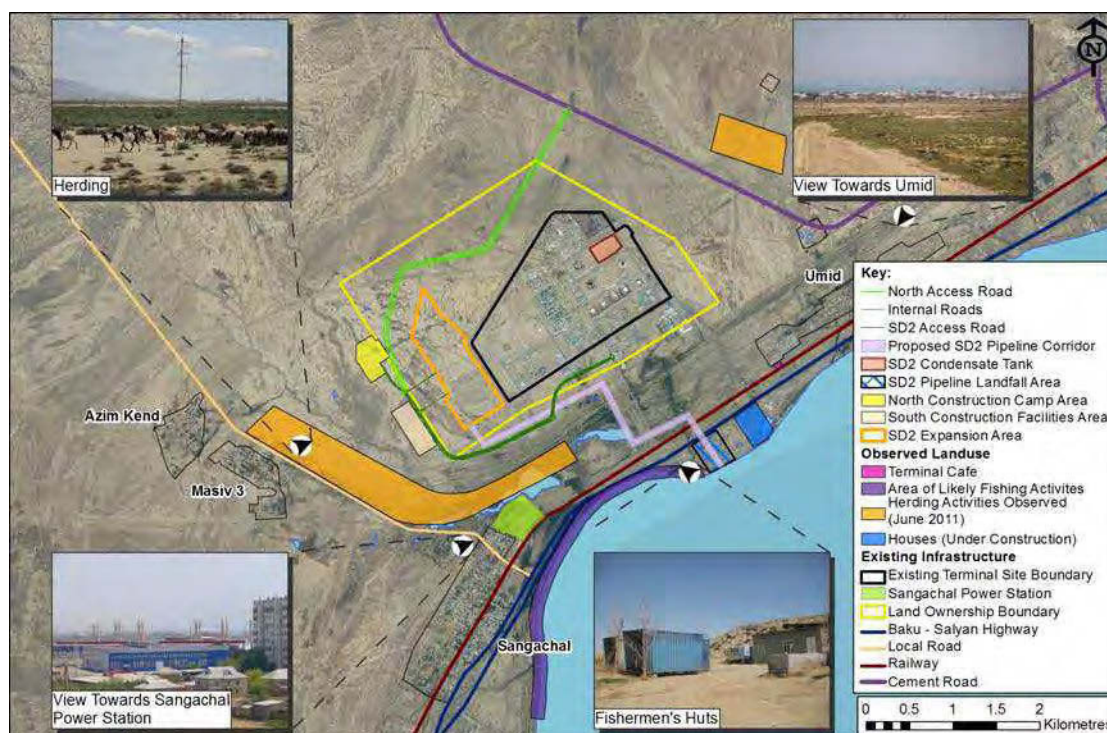 N
Herding
View Towards Umid
Umid
Azim Kend
Masiv 3
Sangachal
View Towards Sangachal
Power Station
Fishermen's Huts
Key:
North Access Road
Internal Roads
SD2 Access Road
Proposed SD2 Pipeline Corridor
SD2 Condensate Tank
SD2 Pipeline Landfall Area
North Construction Camp Area
South Construction Facilities Area
SD2 Expansion Area
Observed Landuse
Terminal Cafe
Area of Likely Fishing Activites
Herding Activities Observed
(June 2011)
Houses (Under Construction)
Existing Infrastructure
Existing Terminal Site Boundary
Sangachal Power Station
Land Ownership Boundary
Baku - Salyan Highway
Local Road
Railway
Cement Road
0 0.5 1 1.5 2
Kilometres